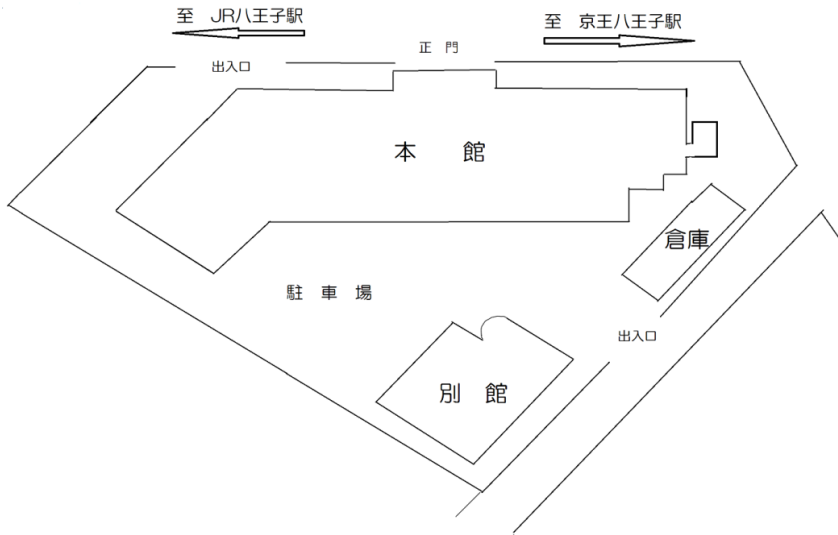 至 JR八王子駅
至 京王八王子駅
正 門
出入口
本 館
倉庫
駐 車 場
出入口
別 館